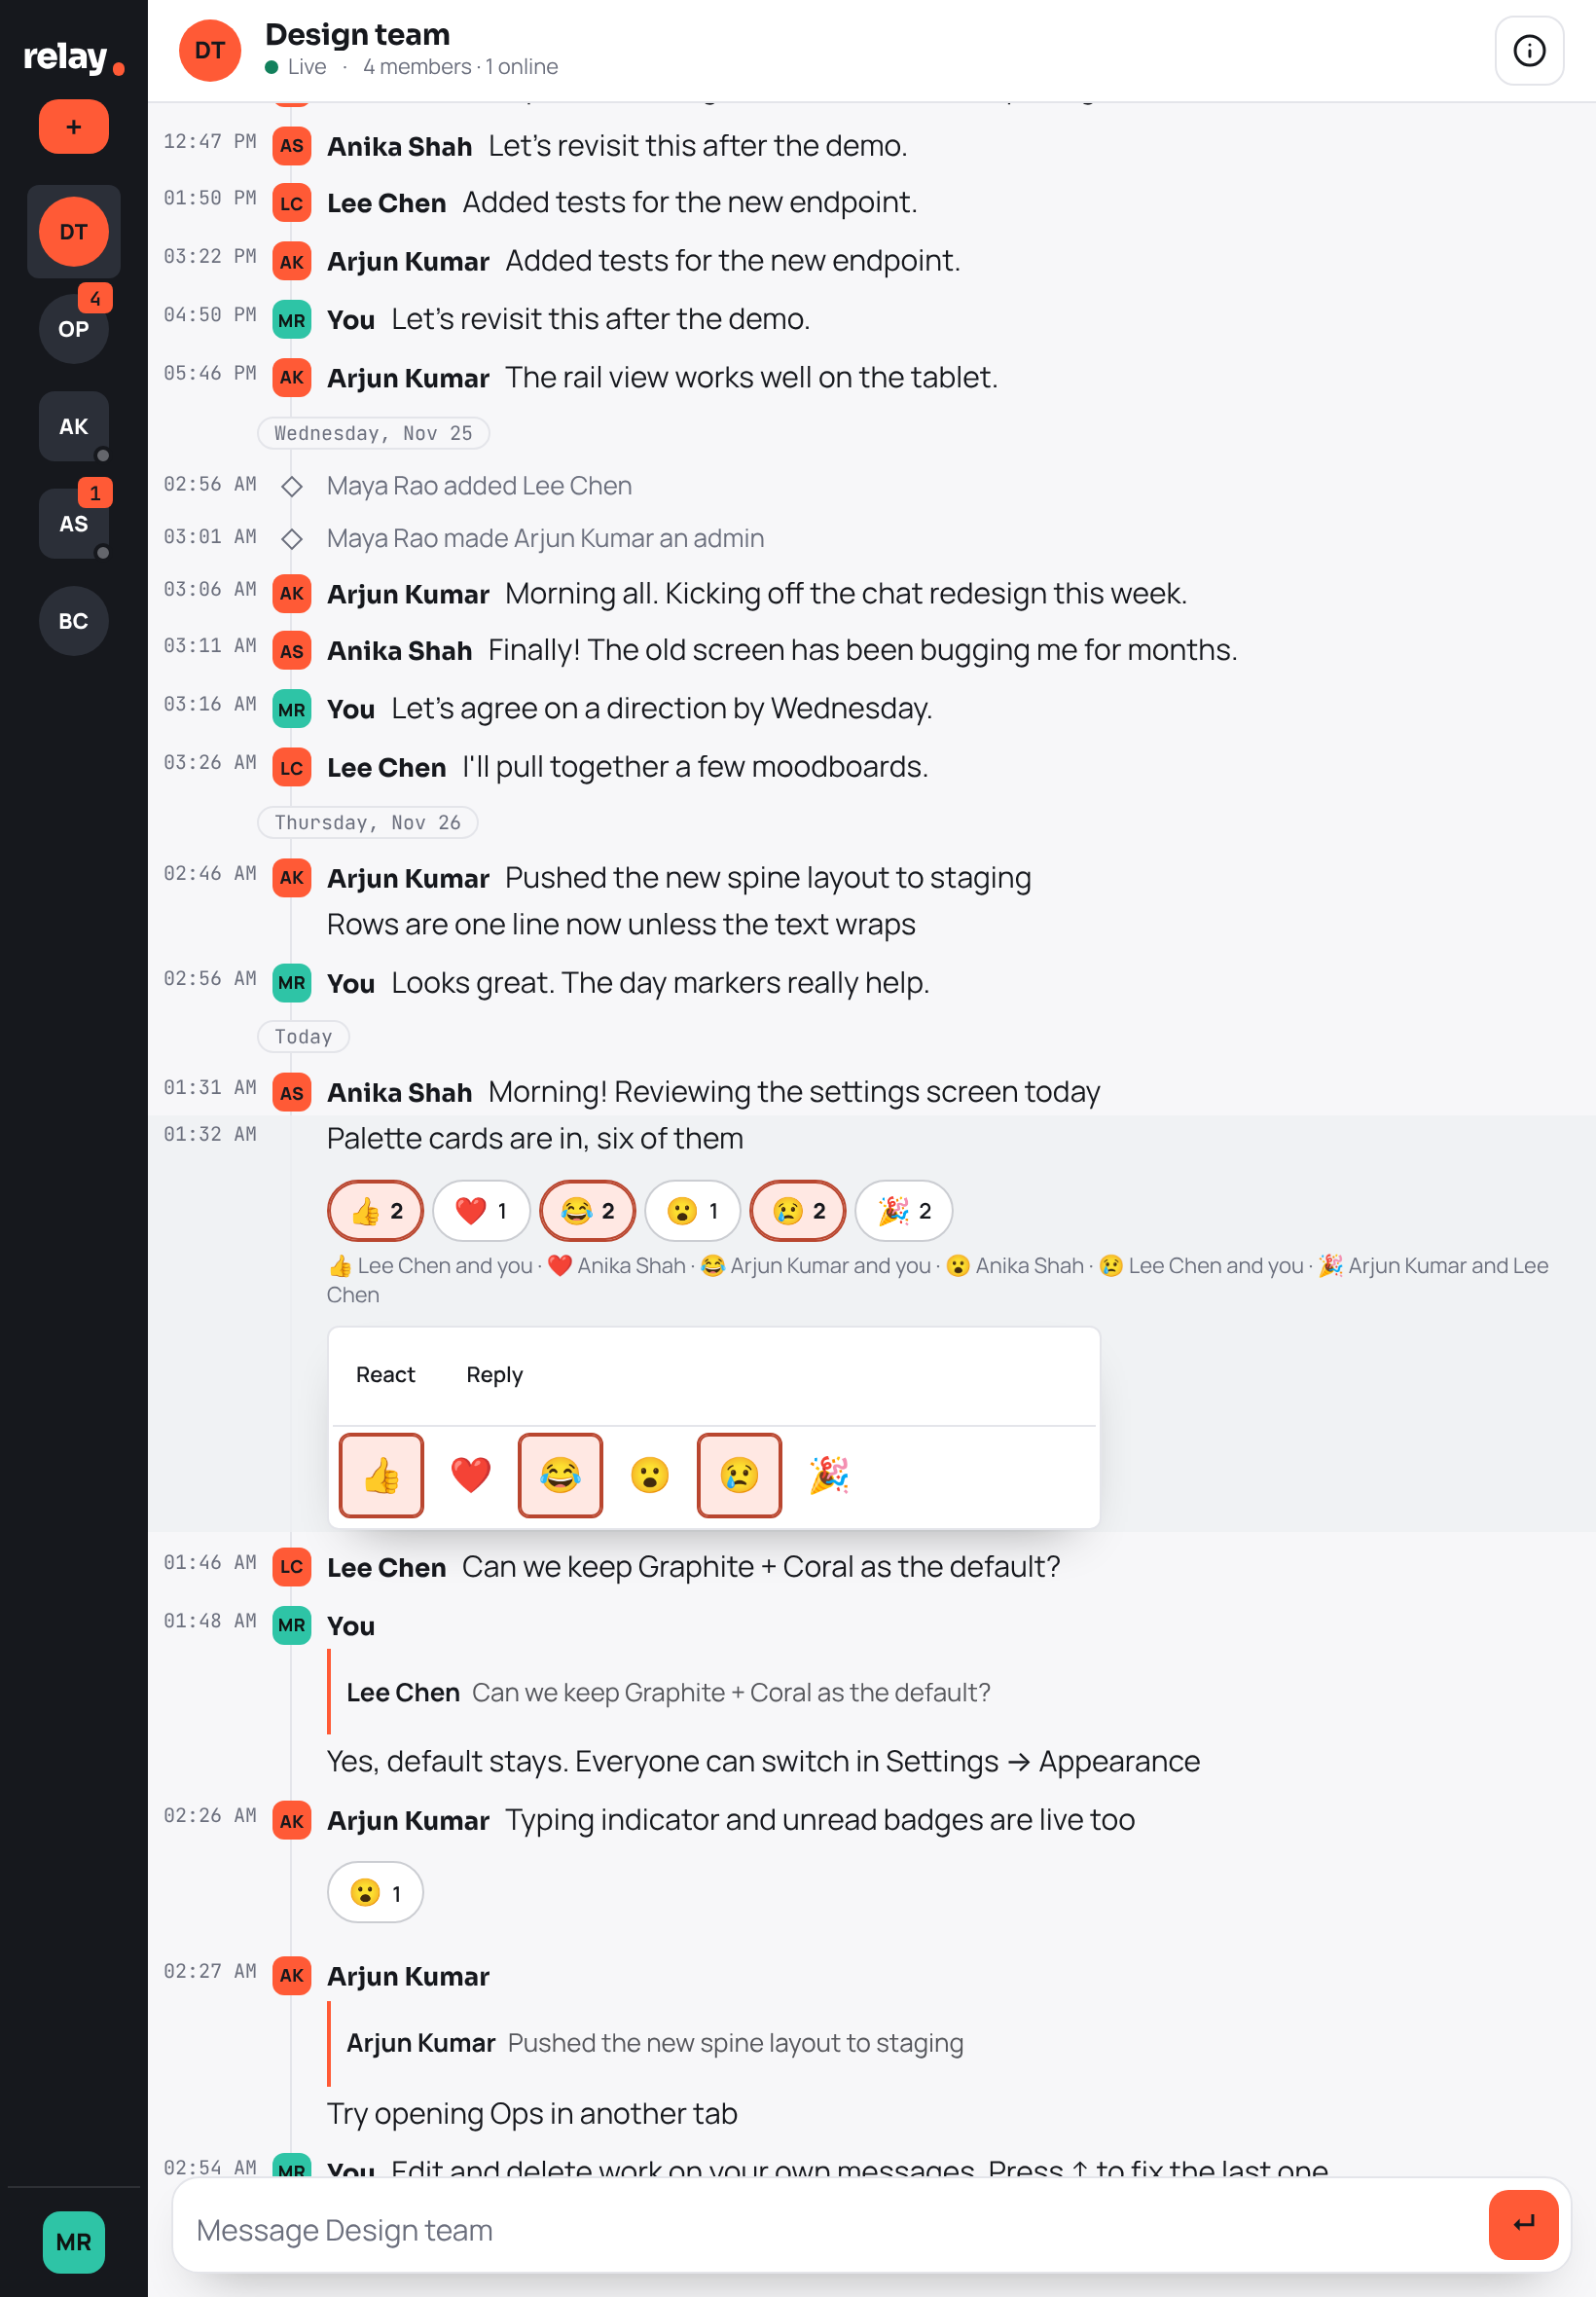 relay.
+
DT
4
OP
AK
1
AS
BC
MR
DT
Design team
Live · 4 members · 1 online
12:47 PM AS Anika Shah Let's revisit this after the demo.
01:50 PM LC Lee Chen Added tests for the new endpoint.
03:22 PM AK Arjun Kumar Added tests for the new endpoint.
04:50 PM MR You Let's revisit this after the demo.
05:46 PM AK Arjun Kumar The rail view works well on the tablet.
Wednesday, Nov 25
02:56 AM Maya Rao added Lee Chen
03:01 AM Maya Rao made Arjun Kumar an admin
03:06 AM AK Arjun Kumar Morning all. Kicking off the chat redesign this week.
03:11 AM AS Anika Shah Finally! The old screen has been bugging me for months.
03:16 AM MR You Let's agree on a direction by Wednesday.
03:26 AM LC Lee Chen I'll pull together a few moodboards.
Thursday, Nov 26
02:46 AM AK Arjun Kumar Pushed the new spine layout to staging
Rows are one line now unless the text wraps
02:56 AM MR You Looks great. The day markers really help.
Today
01:31 AM AS Anika Shah Morning! Reviewing the settings screen today
01:32 AM Palette cards are in, six of them
👍 2 ❤️ 1 😂 2 😮 1 😢 2 🎉 2
👍 Lee Chen and you · ❤️ Anika Shah · 😂 Arjun Kumar and you · 😮 Anika Shah · 😢 Lee Chen and you · 🎉 Arjun Kumar and Lee
Chen
React Reply
👍 ❤️ 😂 😮 😢 🎉
01:46 AM LC Lee Chen Can we keep Graphite + Coral as the default?
01:48 AM MR You
Lee Chen Can we keep Graphite + Coral as the default?
Yes, default stays. Everyone can switch in Settings → Appearance
02:26 AM AK Arjun Kumar Typing indicator and unread badges are live too
😮 1
02:27 AM AK Arjun Kumar
Arjun Kumar Pushed the new spine layout to staging
Try opening Ops in another tab
02:54 AM MR You Edit and delete work on your own messages. Press ↑ to fix the last one
Message Design team